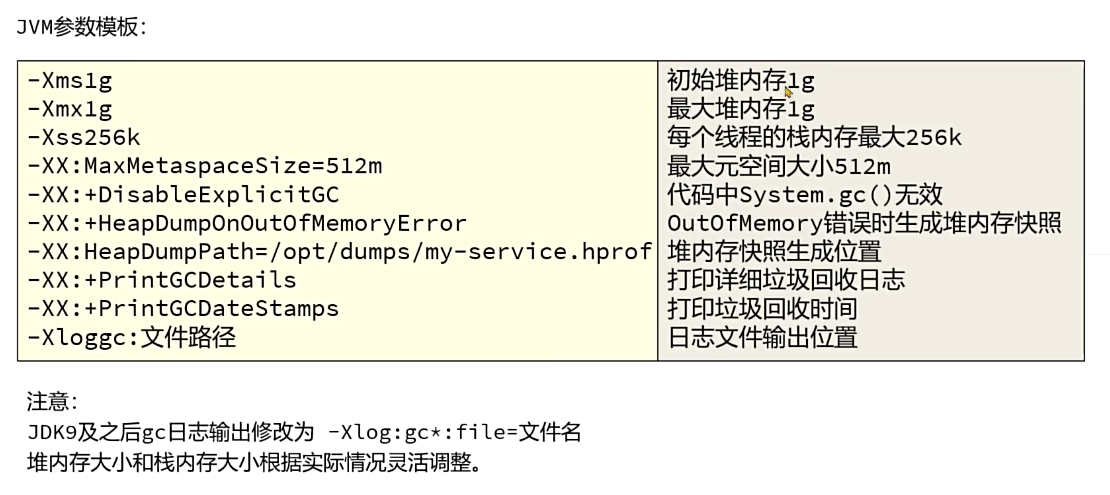 JVM参数模板：
-Xms1g 初始堆内存1g
-Xmx1g 最大堆内存1g
-Xss256k 每个线程的栈内存最大256k
-XX:MaxMetaspaceSize=512m 最大元空间大小512m
-XX:+DisableExplicitGC 代码中System.gc()无效
-XX:+HeapDumpOnOutOfMemoryError OutOfMemory错误时生成堆内存快照
-XX:HeapDumpPath=/opt/dumps/my-service.hprof 堆内存快照生成位置
-XX:+PrintGCDetails 打印详细垃圾回收日志
-XX:+PrintGCDateStamps 打印垃圾回收时间
-Xloggc:文件路径 日志文件输出位置
注意：
JDK9及之后gc日志输出修改为 -Xlog:gc*:file=文件名
堆内存大小和栈内存大小根据实际情况灵活调整。